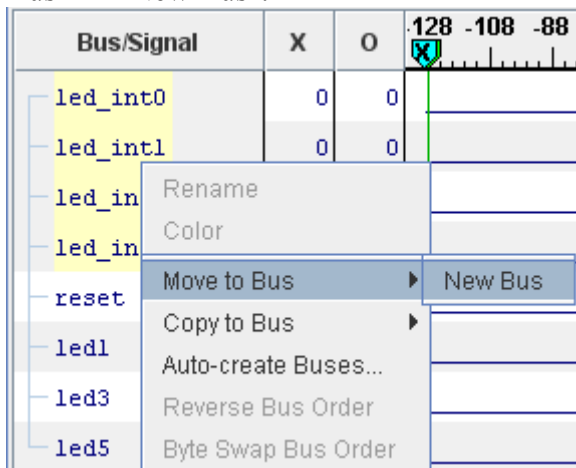 Bus/Signal X O -128 -108 -88
X
led_int0 0 0
led_int1 0 0
led_in
led_in
reset
led1
led3
led5
Rename
Color
Move to Bus New Bus
Copy to Bus
Auto-create Buses...
Reverse Bus Order
Byte Swap Bus Order